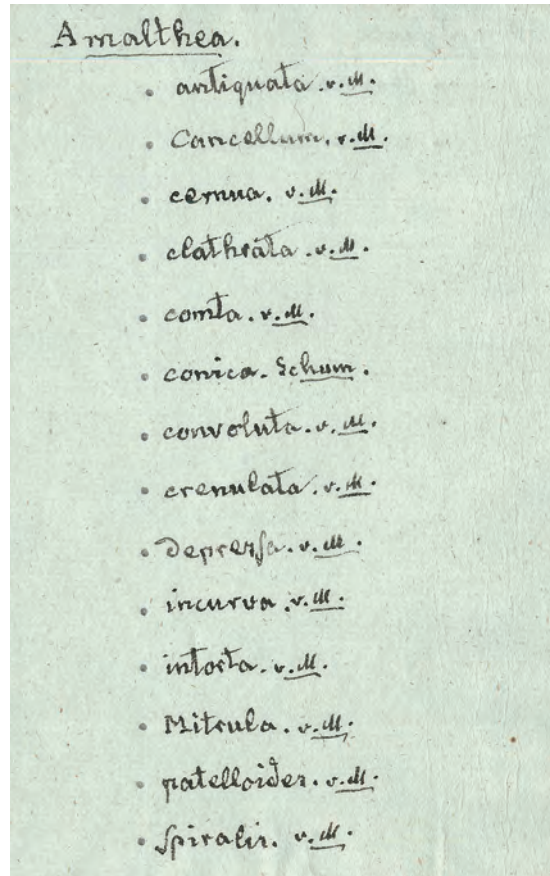 Amalthea.
antiquata. v. M.
Cancellum. v. M.
cernua. v. M.
clathrata. v. M.
comta. v. M.
conica. Schum.
convoluta. v. M.
crenulata. v. M.
depreſsa. v. M.
incurva. v. M.
intorta. v. M.
Mitrula. v. M.
patelloides. v. M.
ſpiralis. v. M.